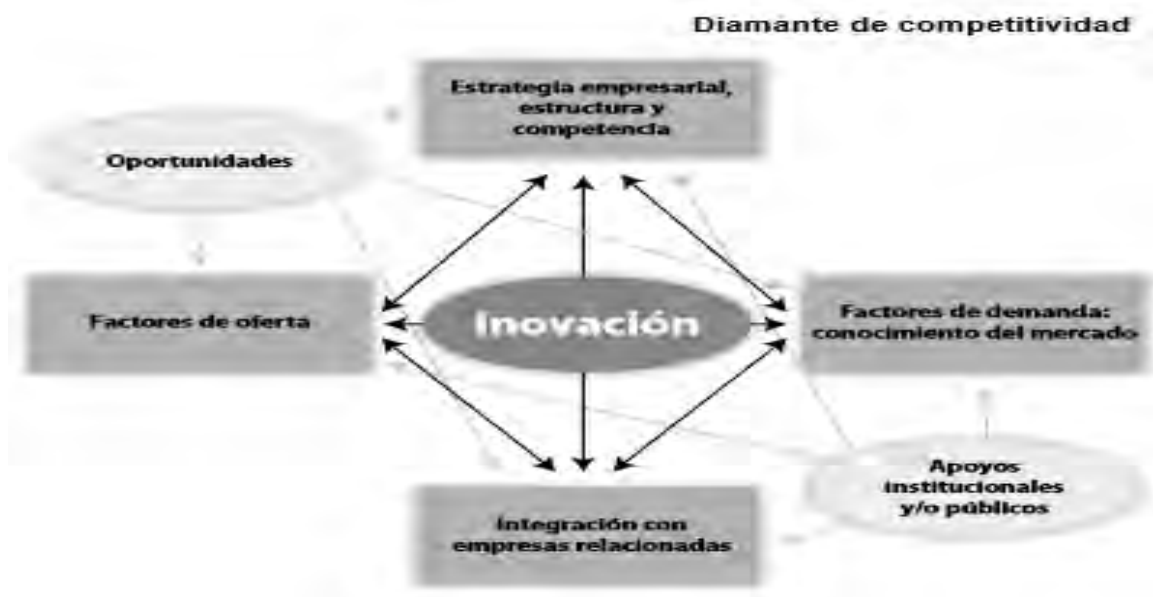 Diamante de competitividad
Estrategia empresarial,
estructura y
competencia
Oportunidades
Factores de oferta
Inovación
Factores de demanda:
conocimiento del mercado
Apoyos
institucionales
y/o públicos
Integración con
empresas relacionadas